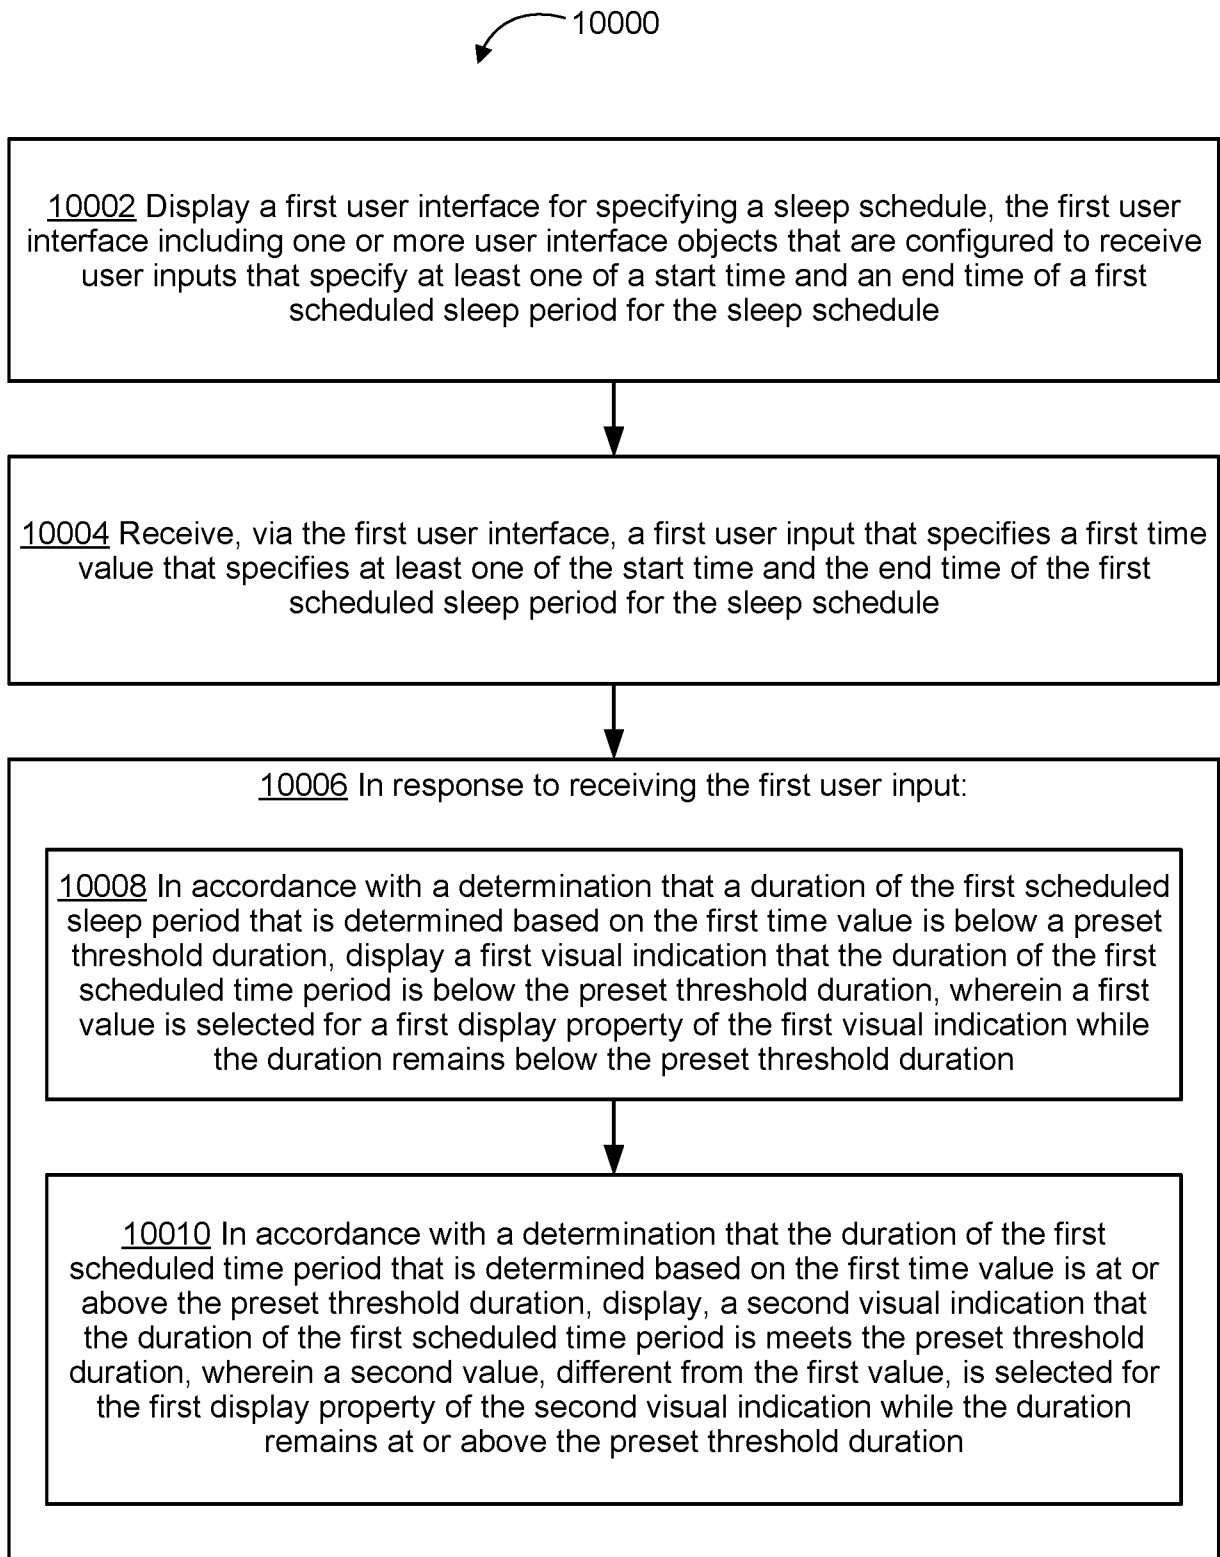 10000
10002 Display a first user interface for specifying a sleep schedule, the first user
interface including one or more user interface objects that are configured to receive
user inputs that specify at least one of a start time and an end time of a first
scheduled sleep period for the sleep schedule
10004 Receive, via the first user interface, a first user input that specifies a first time
value that specifies at least one of the start time and the end time of the first
scheduled sleep period for the sleep schedule
10006 In response to receiving the first user input:
10008 In accordance with a determination that a duration of the first scheduled
sleep period that is determined based on the first time value is below a preset
threshold duration, display a first visual indication that the duration of the first
scheduled time period is below the preset threshold duration, wherein a first
value is selected for a first display property of the first visual indication while
the duration remains below the preset threshold duration
10010 In accordance with a determination that the duration of the first
scheduled time period that is determined based on the first time value is at or
above the preset threshold duration, display, a second visual indication that
the duration of the first scheduled time period is meets the preset threshold
duration, wherein a second value, different from the first value, is selected for
the first display property of the second visual indication while the duration
remains at or above the preset threshold duration